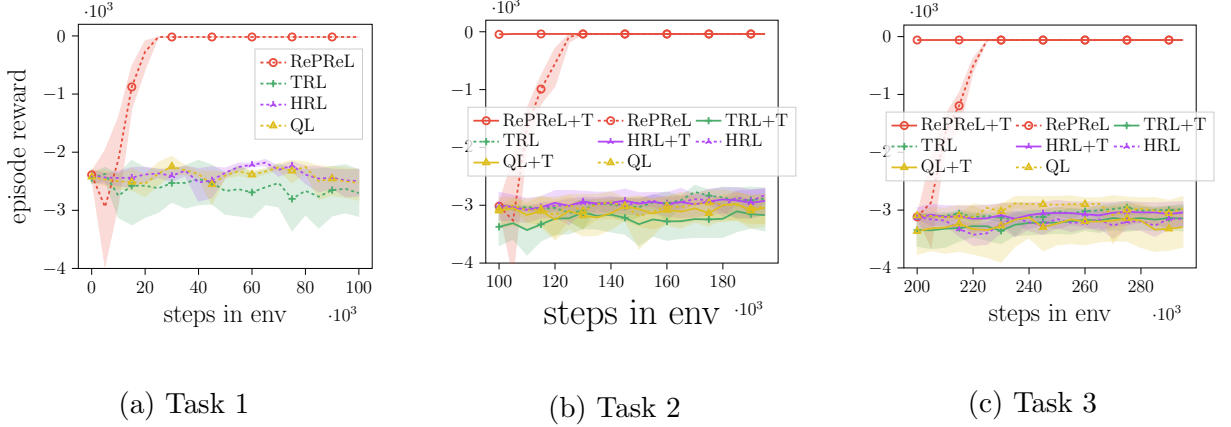 ·10³
0
−1
−2
−3
−4
episode reward
RePReL
TRL
HRL
QL
0 20 40 60 80 100
steps in env ·10³
(a) Task 1
·10³
0
−1
−2
−3
−4
RePReL+T RePReL TRL+T
TRL HRL+T HRL
QL+T QL
100 120 140 160 180
steps in env ·10³
(b) Task 2
·10³
0
−1
−2
−3
−4
RePReL+T RePReL TRL+T
TRL HRL+T HRL
QL+T QL
200 220 240 260 280
steps in env ·10³
(c) Task 3